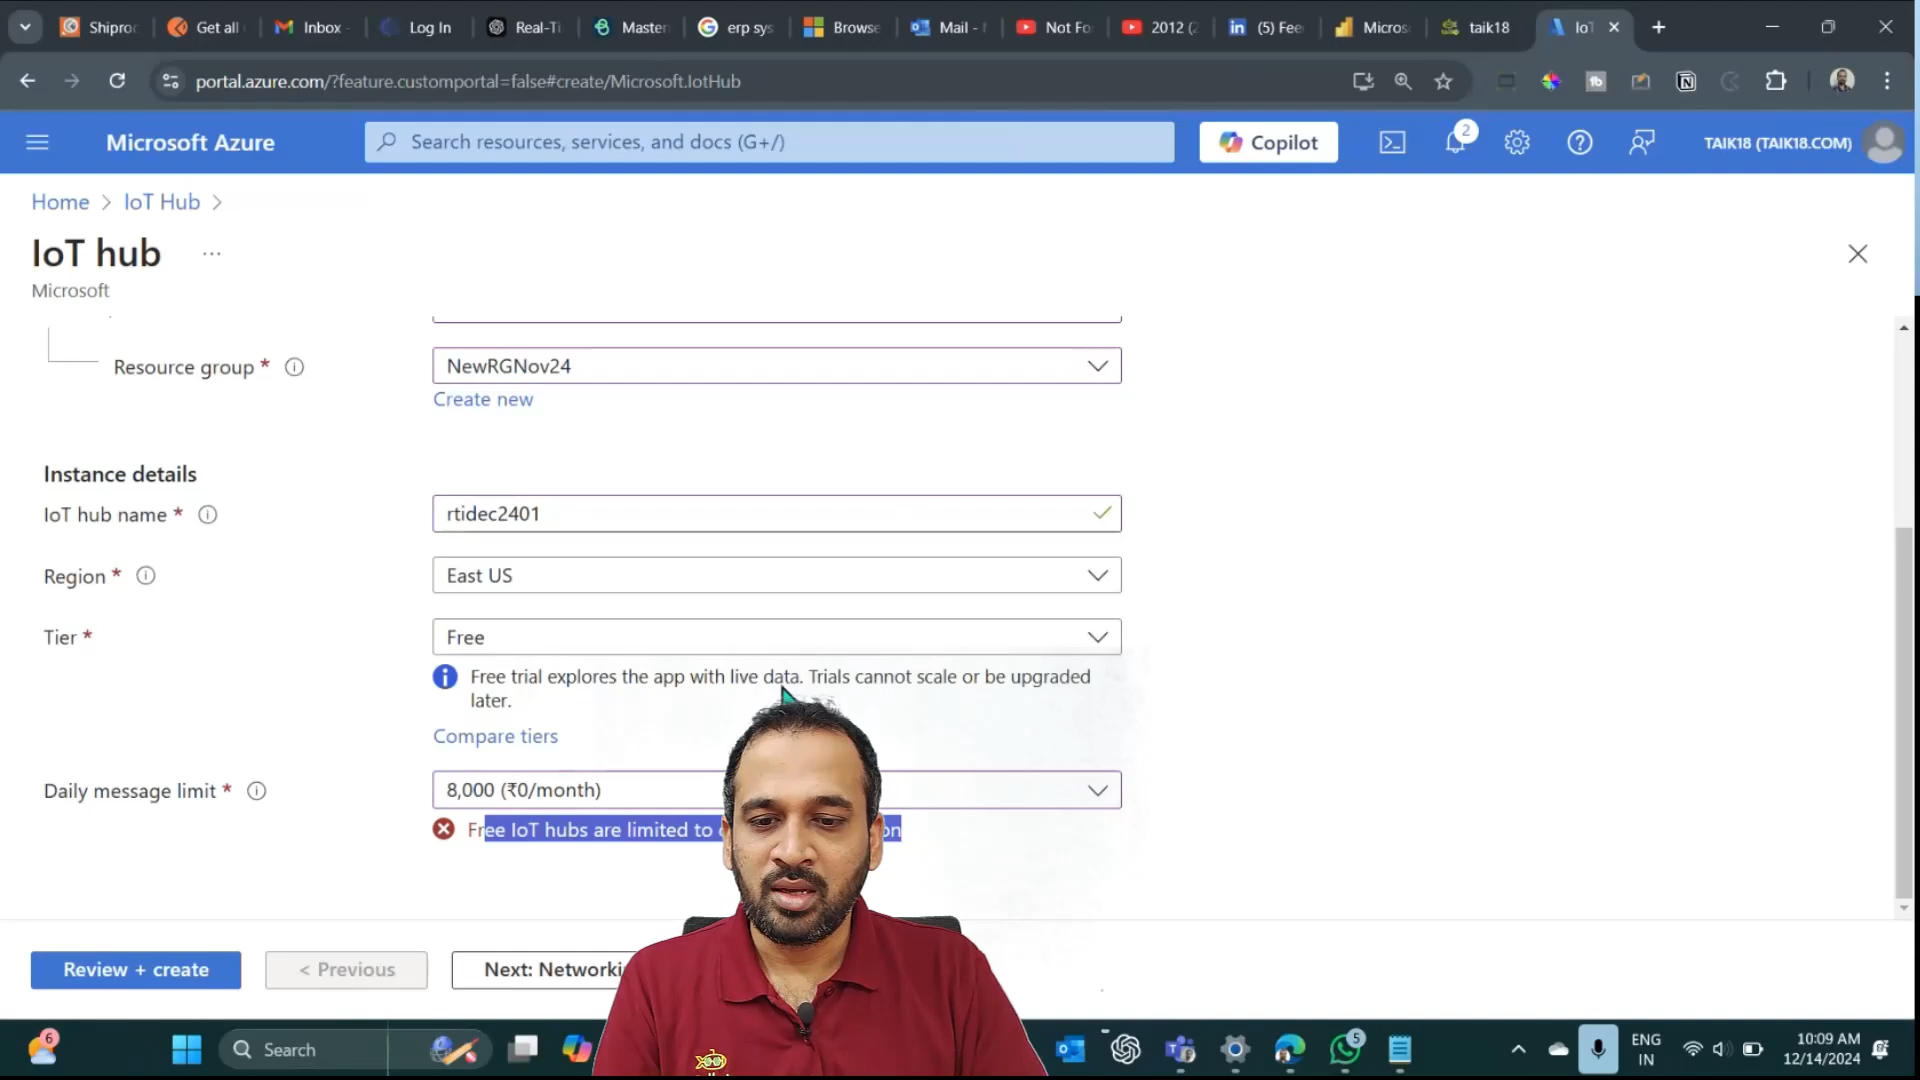 Shiproc
Get all
Inbox -
Log In
Real-Ti
Master
erp sys
Browse
Mail -
Not Fo
2012 (2
(5) Fee
Micros
taik18
IoT
portal.azure.com/?feature.customportal=false#create/Microsoft.IotHub
Microsoft Azure
Search resources, services, and docs (G+/)
Copilot
2
TAIK18 (TAIK18.COM)
Home > IoT Hub >
IoT hub ...
Microsoft
Resource group *
NewRGNov24
Create new
Instance details
IoT hub name *
rtidec2401
Region *
East US
Tier *
Free
Free trial explores the app with live data. Trials cannot scale or be upgraded
later.
Compare tiers
Daily message limit *
8,000 (₹0/month)
Free IoT hubs are limited to
Review + create
< Previous
Next: Networki
6
Search
5
ENG
IN
10:09 AM
12/14/2024